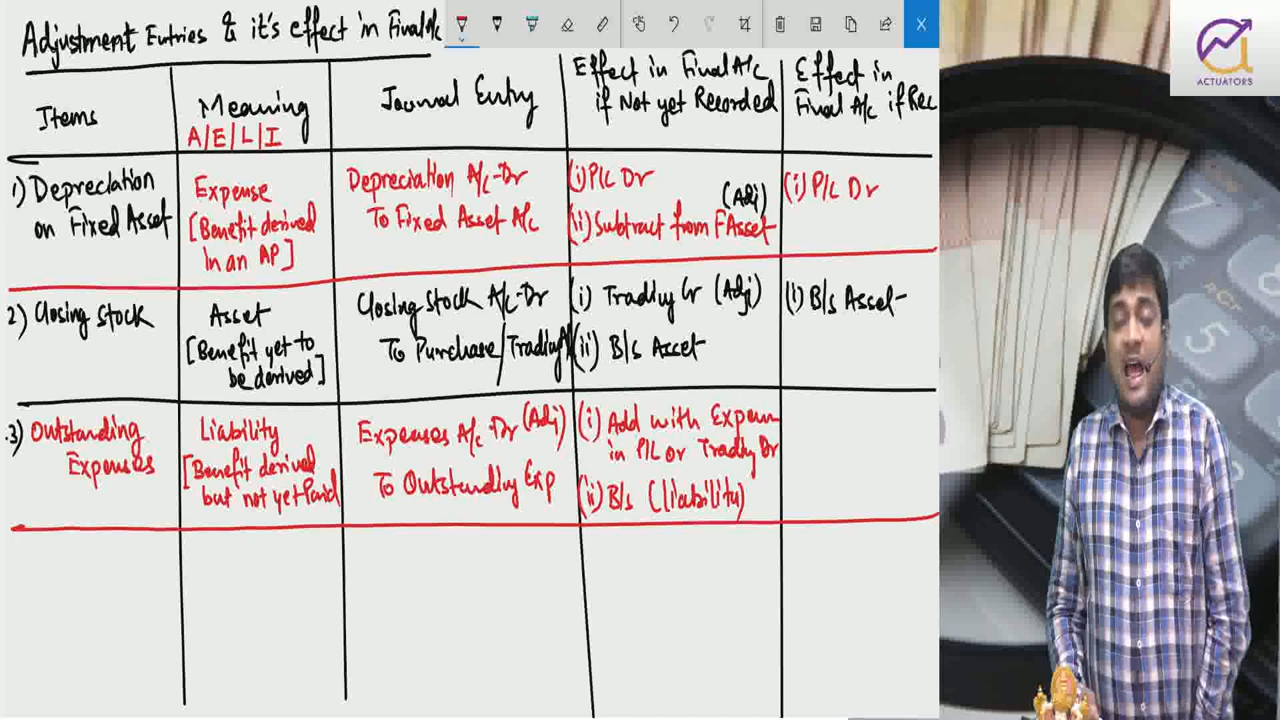 Adjustment Entries & it's effect in Final A/c
Items
Meaning
A/E/L/I
Journal Entry
Effect in Final A/c
if Not yet Recorded
Effect in
Final A/c if Rec
1) Depreciation
on Fixed Asset
Expense
[Benefit derived
in an AP]
Depreciation A/c-Dr
To Fixed Asset A/c
(i) P/L Dr
(Adj)
(ii) Subtract from FAsset
(i) P/L Dr
2) Closing Stock
Asset
[Benefit yet to
be derived]
Closing Stock A/c-Dr
To Purchase/Trading
(i) Trading Cr (Adj)
(ii) B/s Asset
(i) B/s Asset
3) Outstanding
Expenses
Liability
[Benefit derived
but not yet Paid
Expenses A/c Dr (Adj)
To Outstanding Exp
(i) Add with Expen
in P/L or Trading Dr
(ii) B/s (liability)
ACTUATORS
7
5